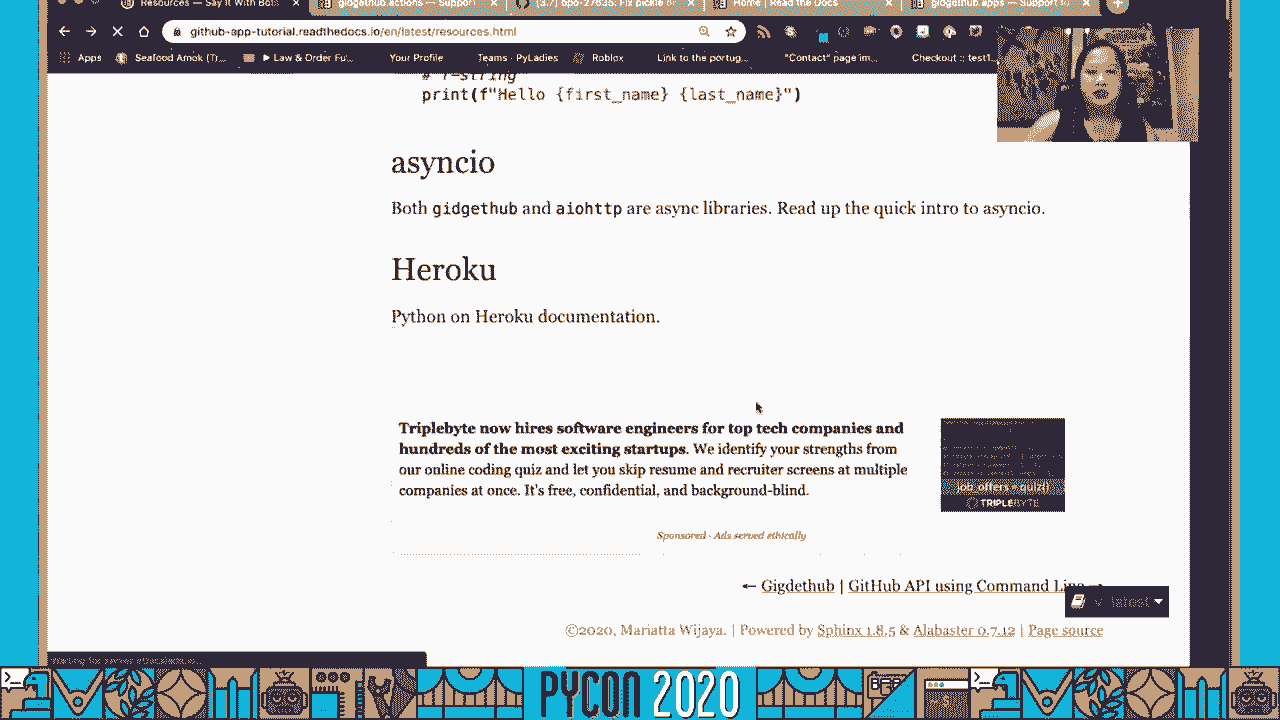 Resources — Say It With Bots
gidgethub.actions — Support
[3.7] bpo-27635: Fix pickle
Home | Read the Docs
gidgethub.apps — Support
github-app-tutorial.readthedocs.io/en/latest/resources.html
Apps
Seafood Amok (Tr...
► Law & Order Fu'...
Your Profile
Teams · PyLadies
Roblox
Link to the portug...
"Contact" page im...
Checkout :: test1
# f-string
print(f"Hello {first_name} {last_name}")
asyncio
Both gidgethub and aiohttp are async libraries. Read up the quick intro to asyncio.
Heroku
Python on Heroku documentation.
Triplebyte now hires software engineers for top tech companies and
hundreds of the most exciting startups. We identify your strengths from
our online coding quiz and let you skip resume and recruiter screens at multiple
companies at once. It's free, confidential, and background-blind.
job_offers = quiz()
TRIPLEBYTE
Sponsored · Ads served ethically
← Gigdethub | GitHub API using Command Line →
v: latest
©2020, Mariatta Wijaya. | Powered by Sphinx 1.8.5 & Alabaster 0.7.12 | Page source
PYCON 2020